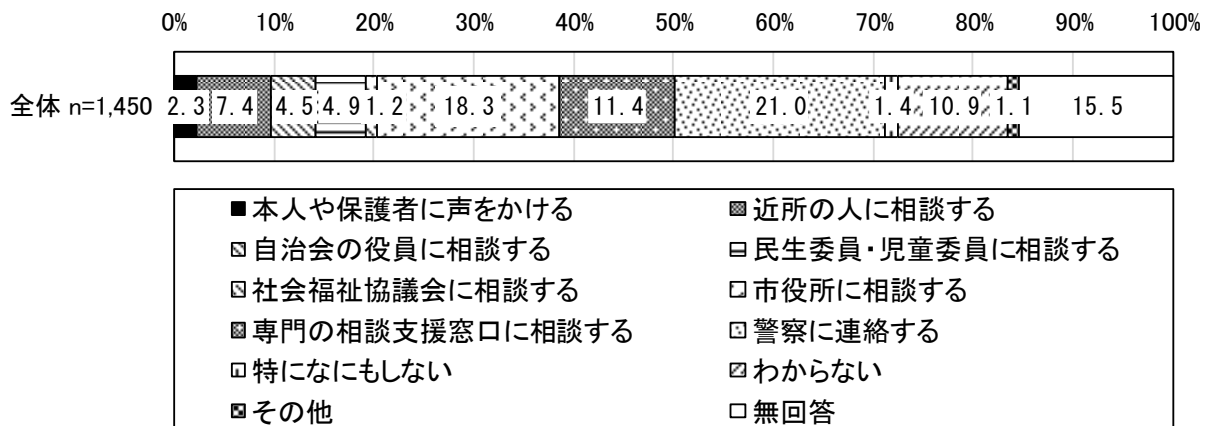 0% 10% 20% 30% 40% 50% 60% 70% 80% 90% 100%
全体 n=1,450 2.3 7.4 4.5 4.9 1.2 18.3 11.4 21.0 1.4 10.9 1.1 15.5
本人や保護者に声をかける 近所の人に相談する
自治会の役員に相談する 民生委員・児童委員に相談する
社会福祉協議会に相談する 市役所に相談する
専門の相談支援窓口に相談する 警察に連絡する
特になにもしない わからない
その他 無回答